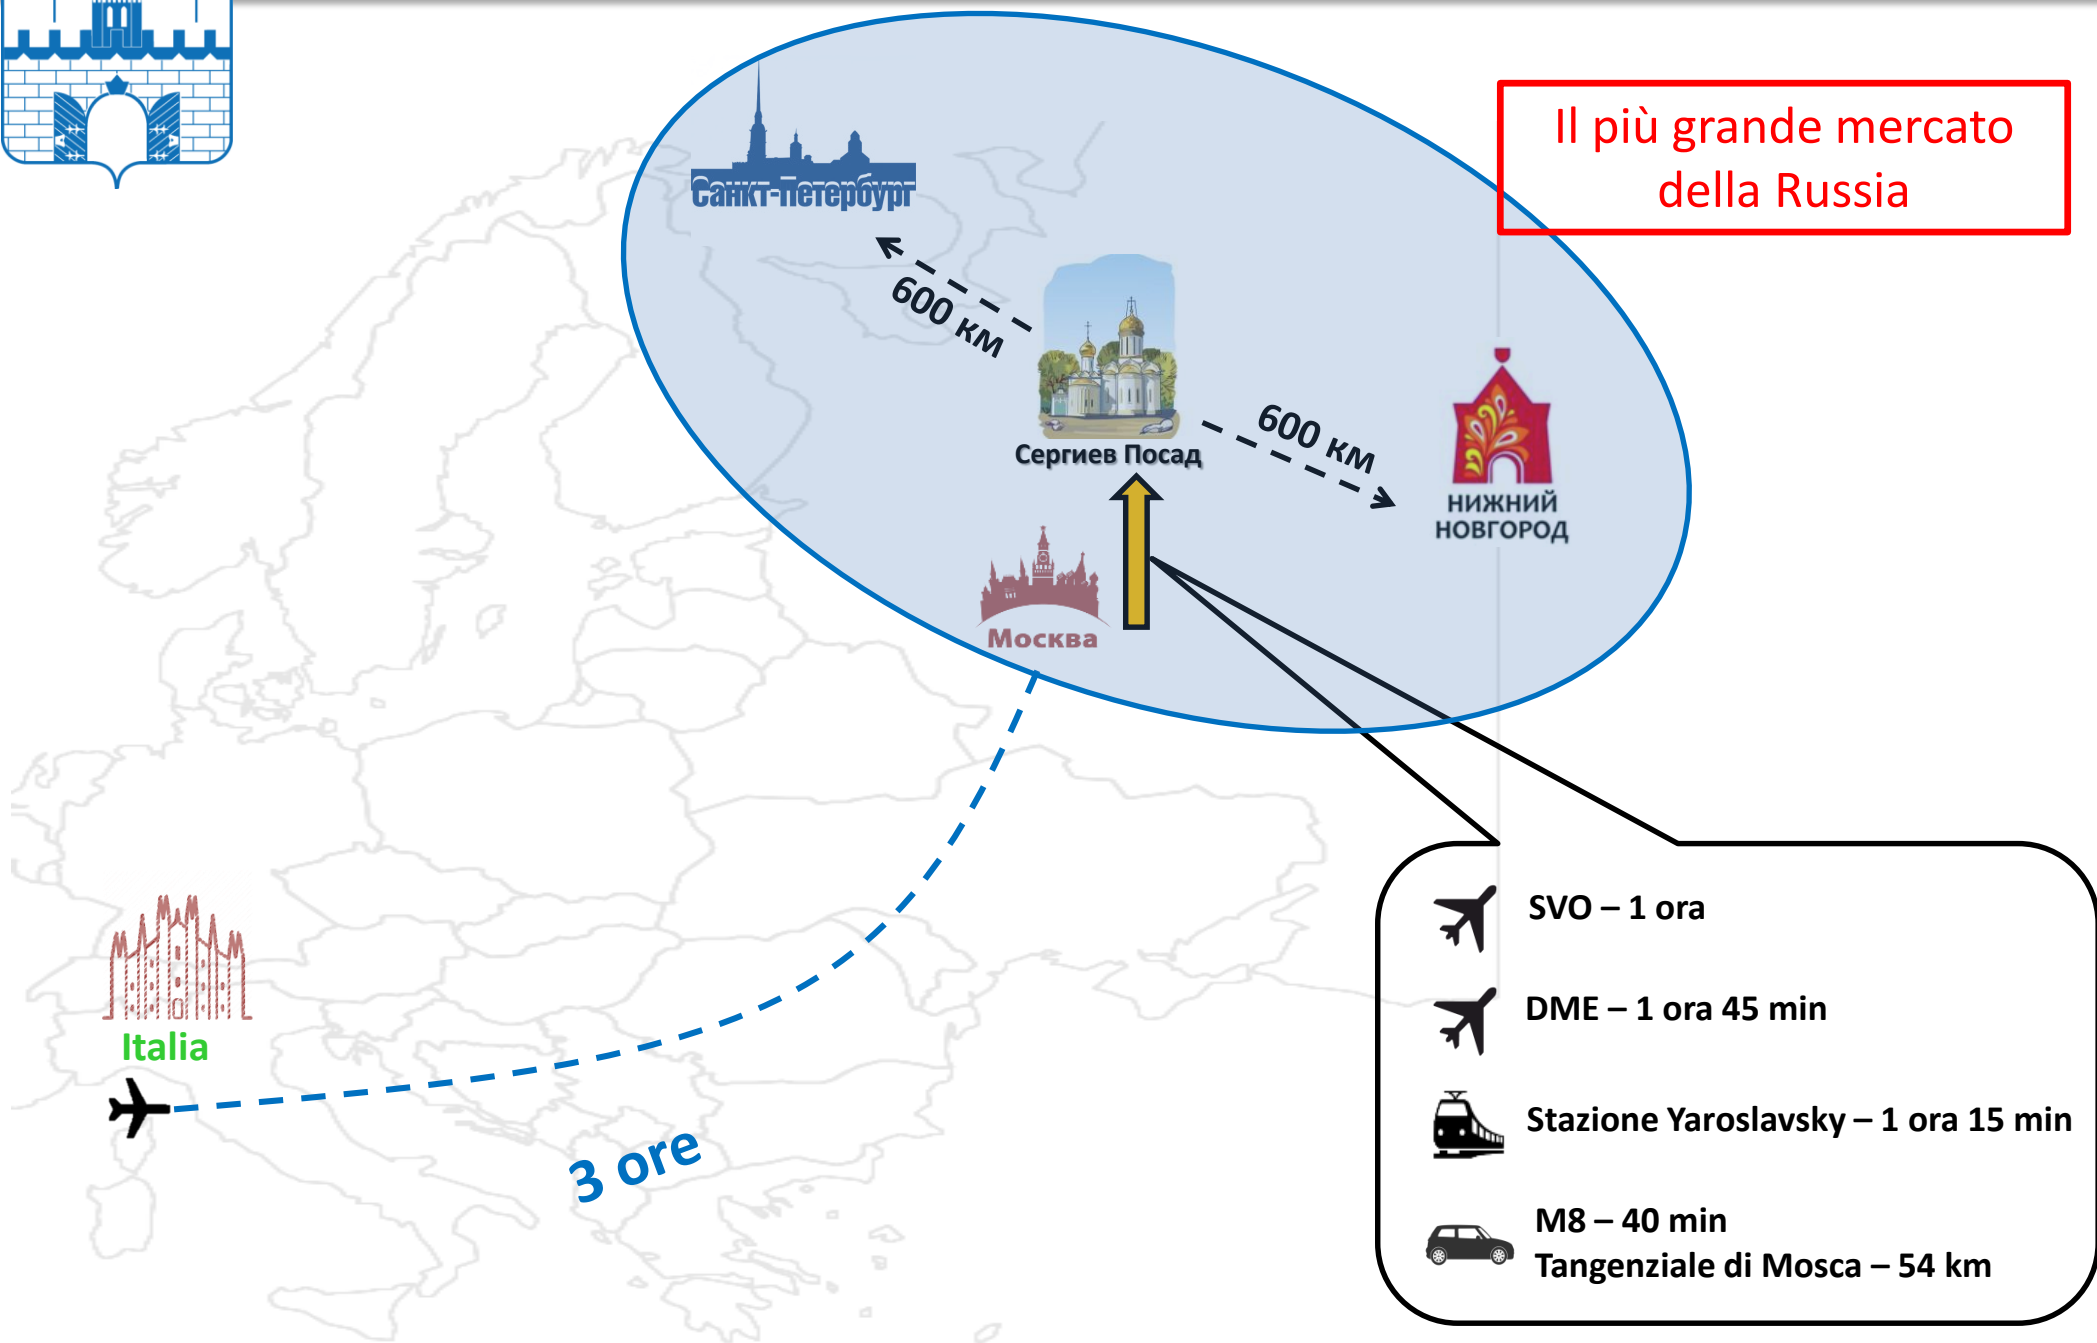 Il più grande mercato
della Russia
Санкт-Петербург
600 км
600 км
Сергиев Посад
НИЖНИЙ
НОВГОРОД
Москва
SVO – 1 ora
DME – 1 ora 45 min
Italia
Stazione Yaroslavsky – 1 ora 15 min
3 ore
M8 – 40 min
Tangenziale di Mosca – 54 km